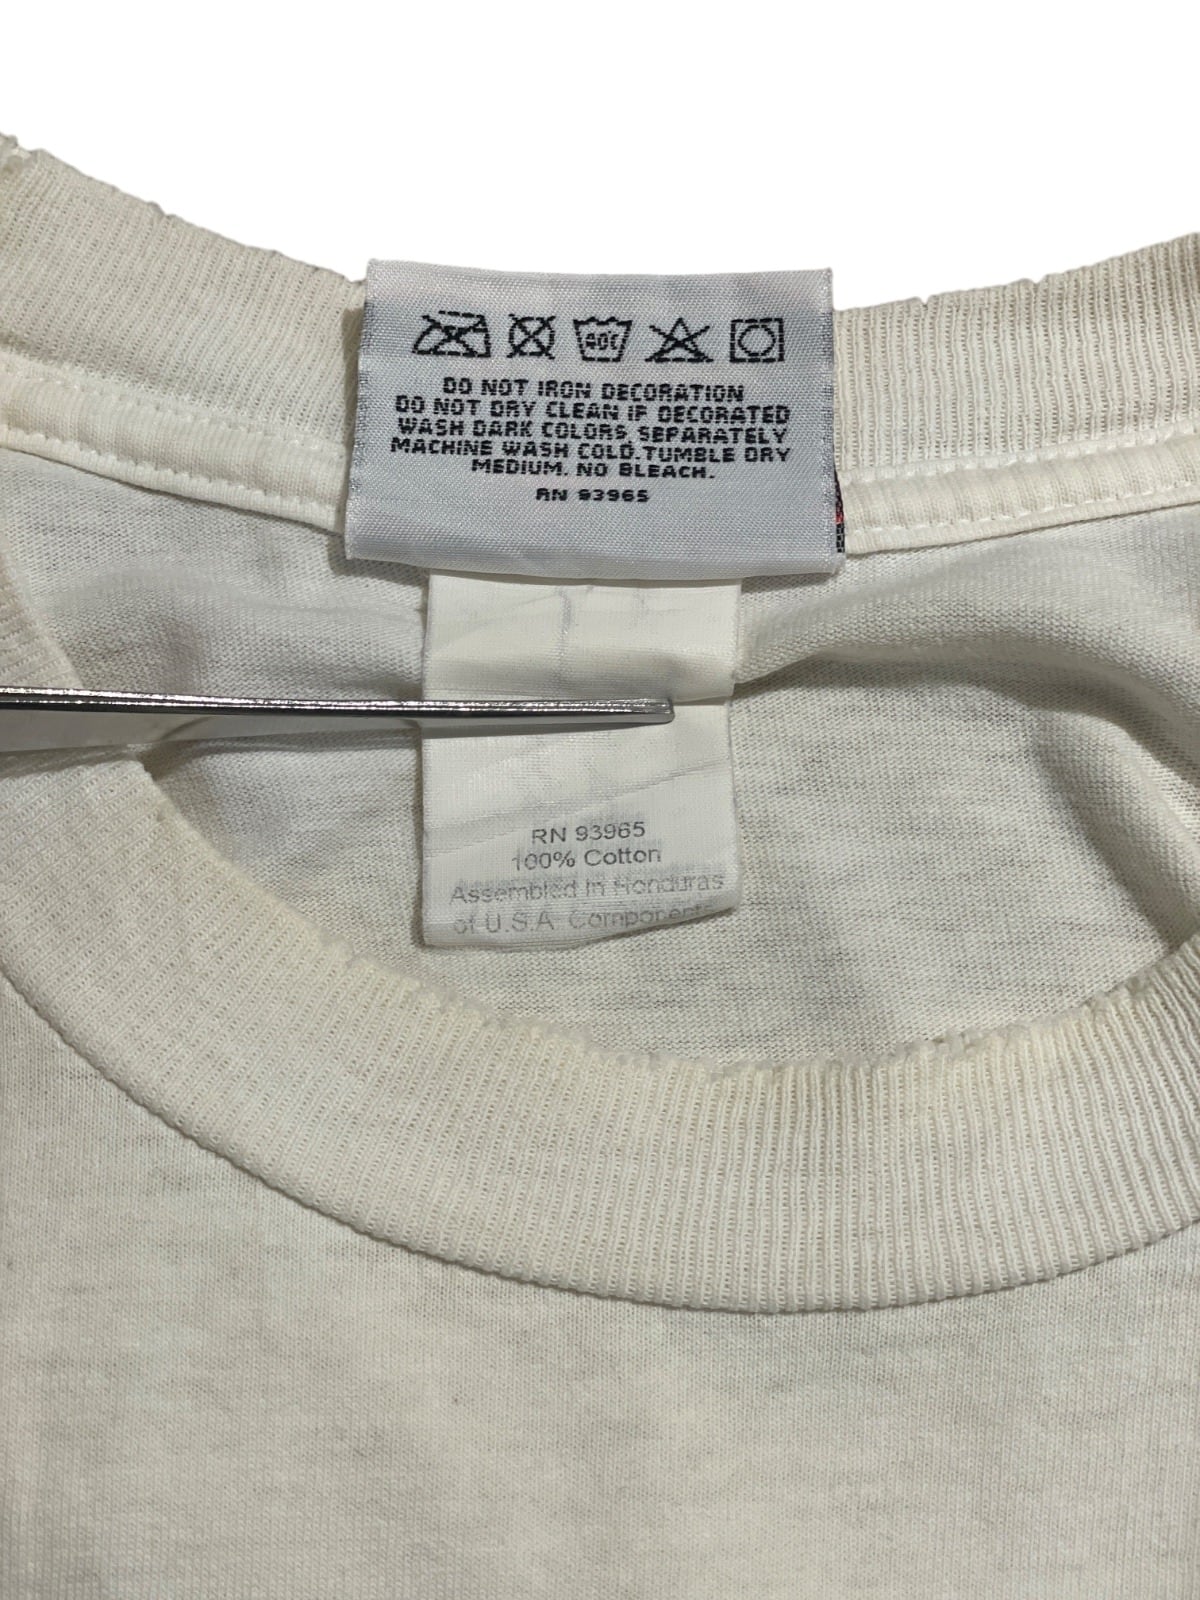 40C
DO NOT IRON DECORATION
DO NOT DRY CLEAN IF DECORATED
WASH DARK COLORS SEPARATELY
MACHINE WASH COLD. TUMBLE DRY
MEDIUM. NO BLEACH.
RN 93965
RN 93965
100% Cotton
Assembled in Honduras
of U.S.A. Components